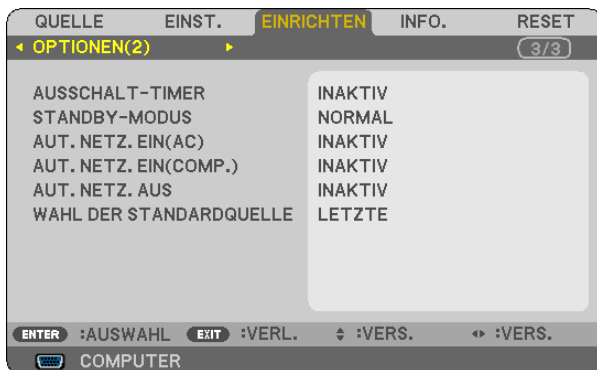 QUELLE EINST. EINRICHTEN INFO. RESET
OPTIONEN(2) 3/3
AUSSCHALT-TIMER INAKTIV
STANDBY-MODUS NORMAL
AUT. NETZ. EIN(AC) INAKTIV
AUT. NETZ. EIN(COMP.) INAKTIV
AUT. NETZ. AUS INAKTIV
WAHL DER STANDARDQUELLE LETZTE
ENTER :AUSWAHL EXIT :VERL. :VERS. :VERS.
COMPUTER